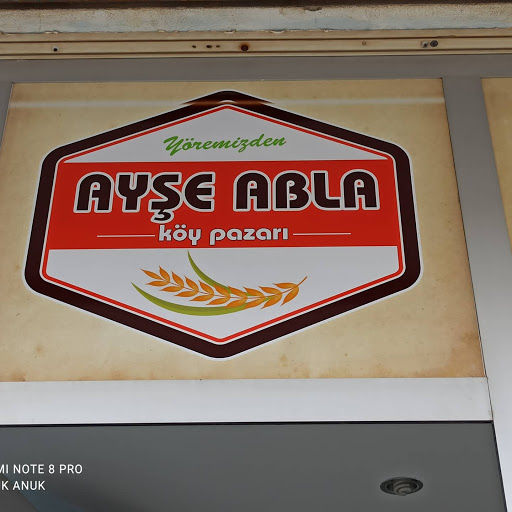 Yöremizden
AYŞE ABLA
köy pazarı
MI NOTE 8 PRO
K ANUK